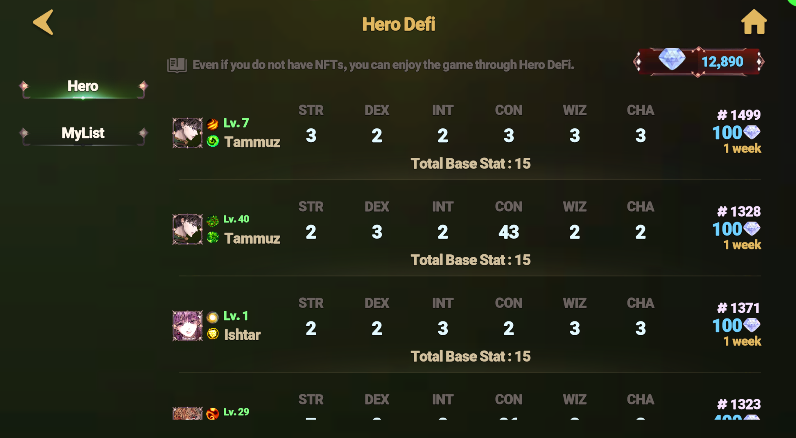 Hero Defi
Even if you do not have NFTs, you can enjoy the game through Hero DeFi.
12,890
Hero
MyList
STR DEX INT CON WIZ CHA
Lv. 7
Tammuz
3 2 2 3 3 3
Total Base Stat : 15
# 1499
100
1 week
STR DEX INT CON WIZ CHA
Lv. 40
Tammuz
2 3 2 43 2 2
Total Base Stat : 15
# 1328
100
1 week
STR DEX INT CON WIZ CHA
Lv. 1
Ishtar
2 2 3 2 3 3
Total Base Stat : 15
# 1371
100
1 week
STR DEX INT CON WIZ CHA
Lv. 29
# 1323